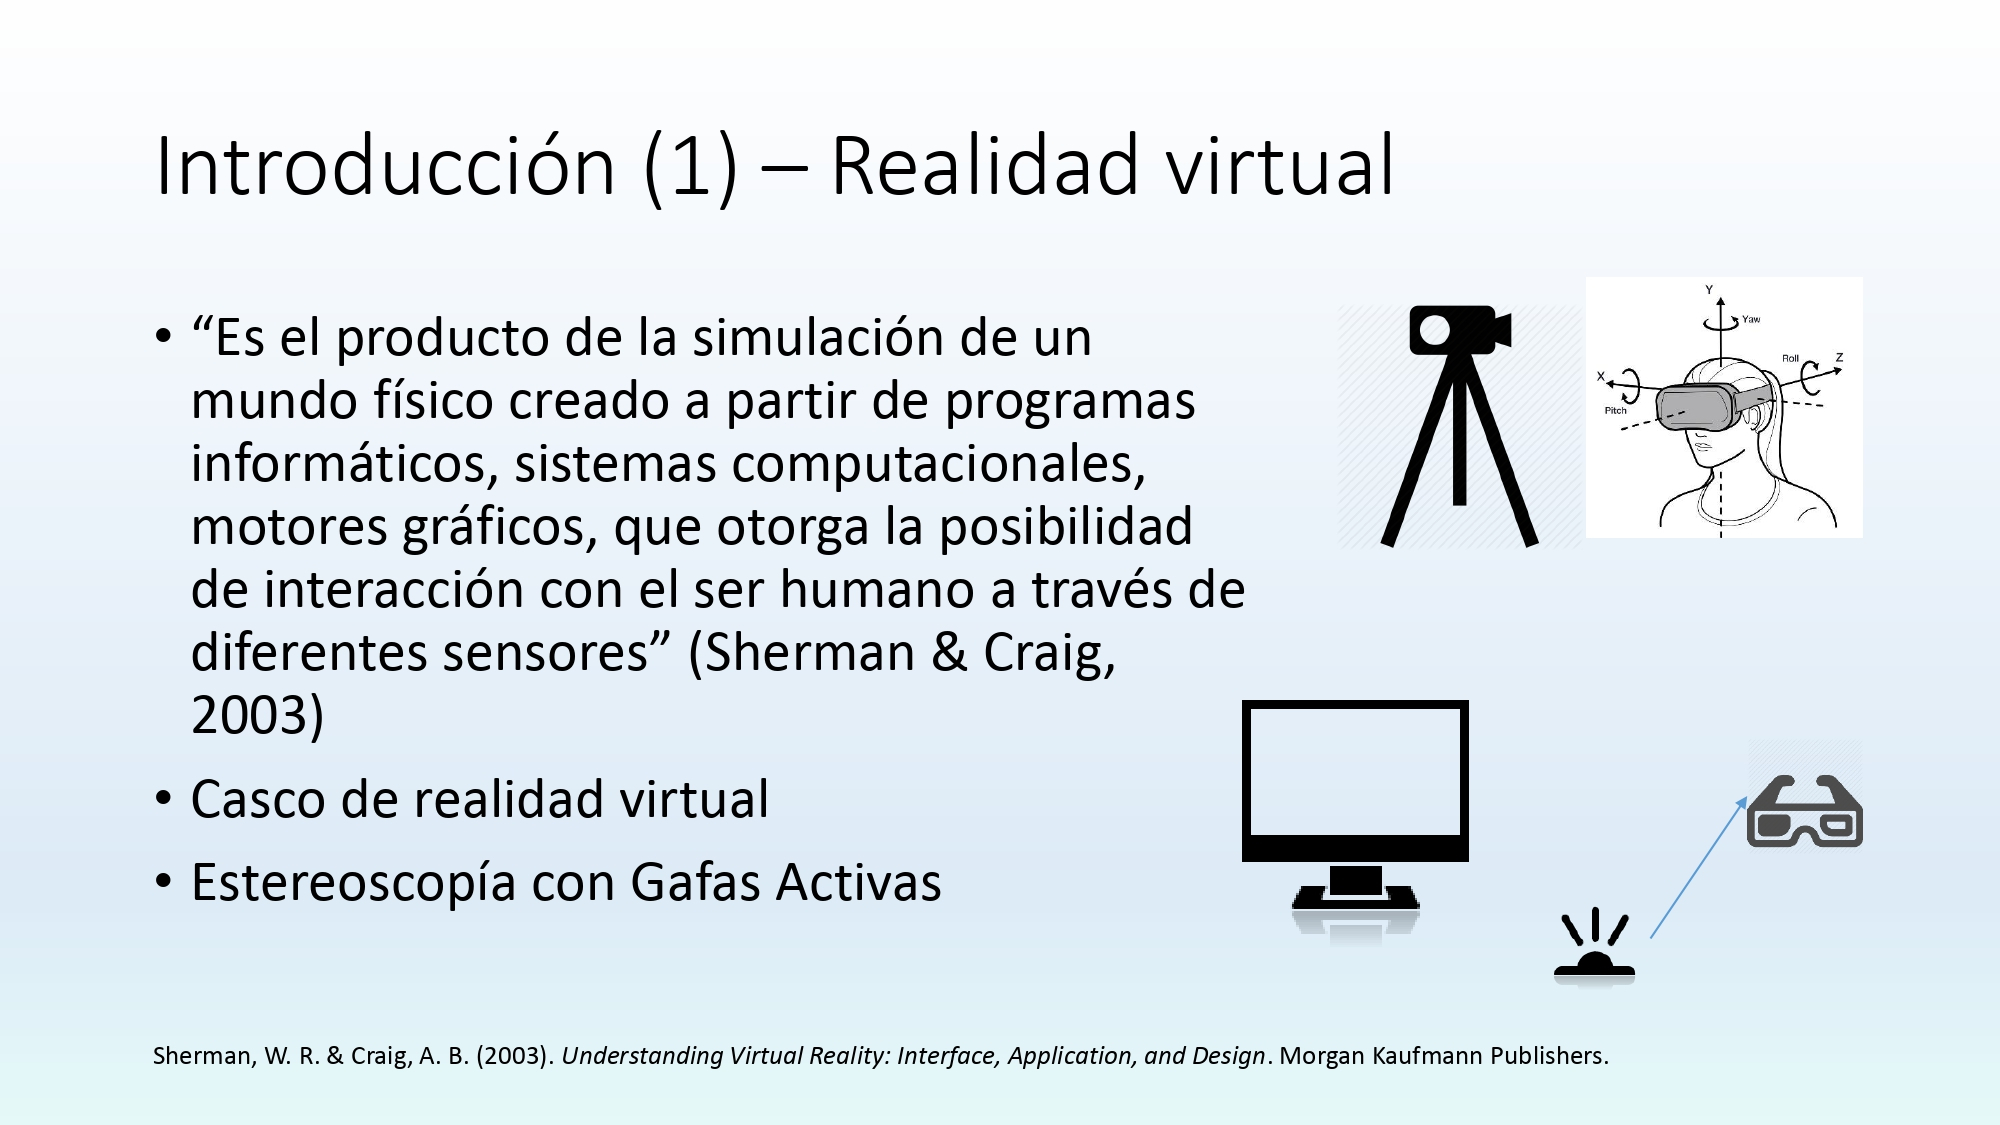 Introducción (1) – Realidad virtual
• “Es el producto de la simulación de un
mundo físico creado a partir de programas
informáticos, sistemas computacionales,
motores gráficos, que otorga la posibilidad
de interacción con el ser humano a través de
diferentes sensores” (Sherman & Craig,
2003)
• Casco de realidad virtual
• Estereoscopía con Gafas Activas
Y
Yaw
Roll
Z
X
Pitch
Sherman, W. R. & Craig, A. B. (2003). Understanding Virtual Reality: Interface, Application, and Design. Morgan Kaufmann Publishers.